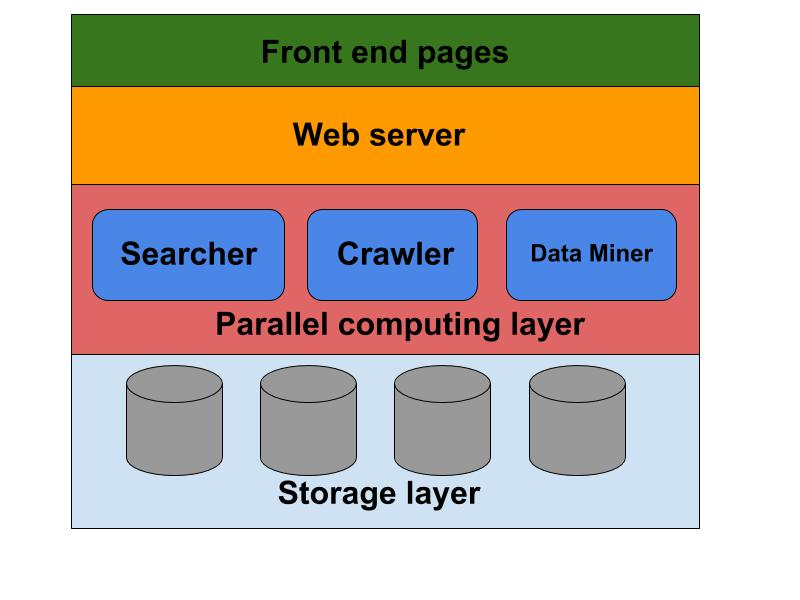 Front end pages
Web server
Searcher
Crawler
Data Miner
Parallel computing layer
Storage layer